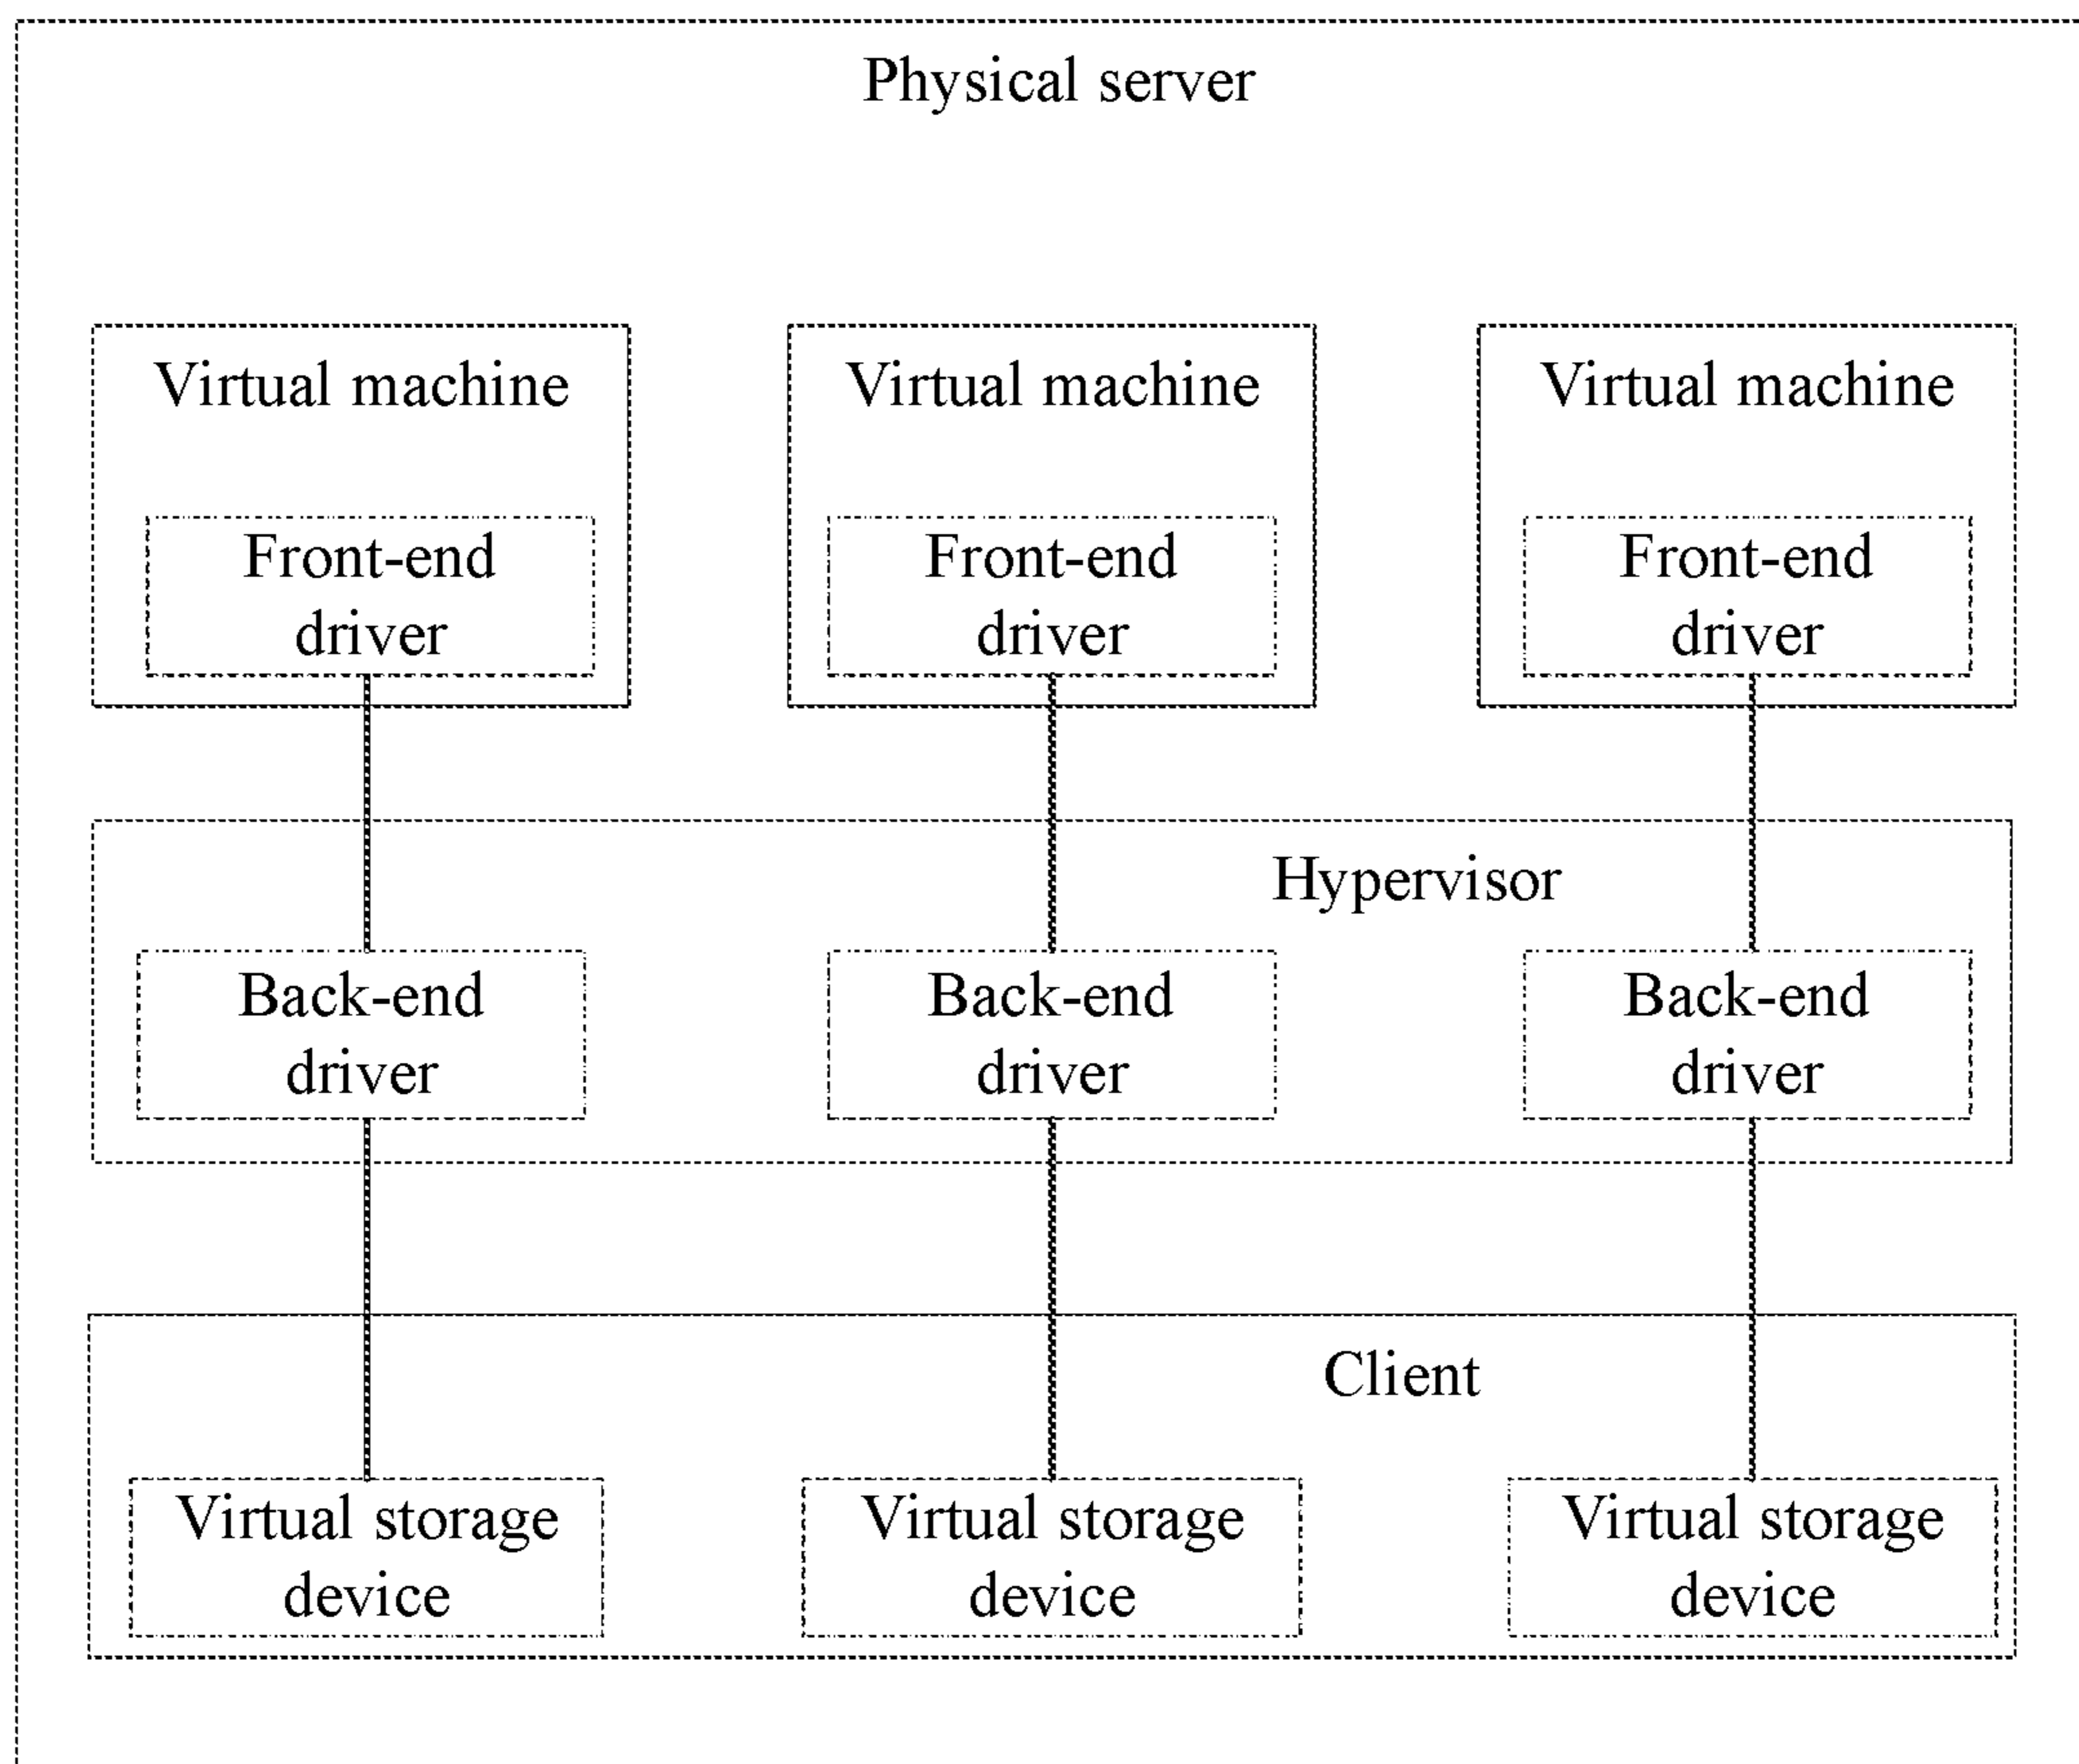 Physical server
Virtual machine
Virtual machine
Virtual machine
Front-end
driver
Front-end
driver
Front-end
driver
Hypervisor
Back-end
driver
Back-end
driver
Back-end
driver
Client
Virtual storage
device
Virtual storage
device
Virtual storage
device